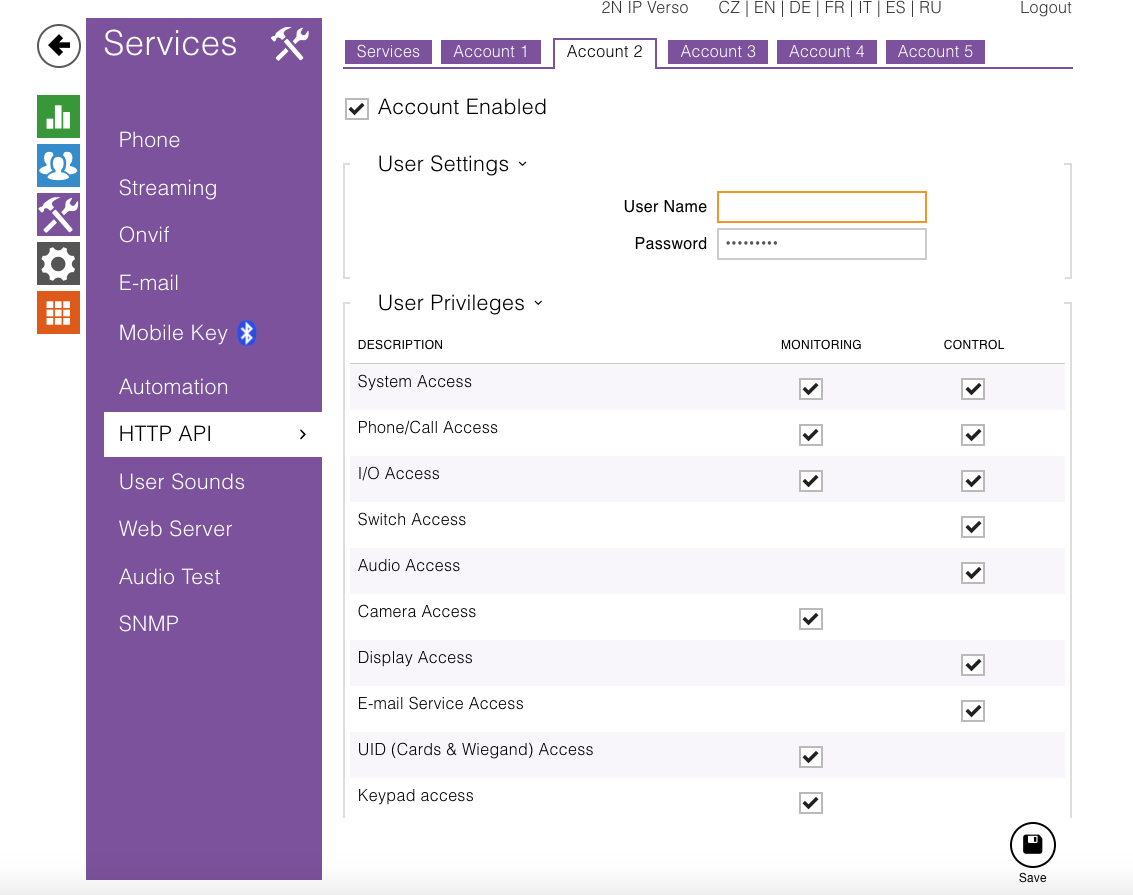 2N IP Verso CZ | EN | DE | FR | IT | ES | RU Logout
Services
Services Account 1 Account 2 Account 3 Account 4 Account 5
Account Enabled
Phone
Streaming
Onvif
E-mail
Mobile Key
Automation
HTTP API
User Sounds
Web Server
Audio Test
SNMP
User Settings
User Name
Password •••••••••
User Privileges
DESCRIPTION MONITORING CONTROL
System Access
Phone/Call Access
I/O Access
Switch Access
Audio Access
Camera Access
Display Access
E-mail Service Access
UID (Cards & Wiegand) Access
Keypad access
Save